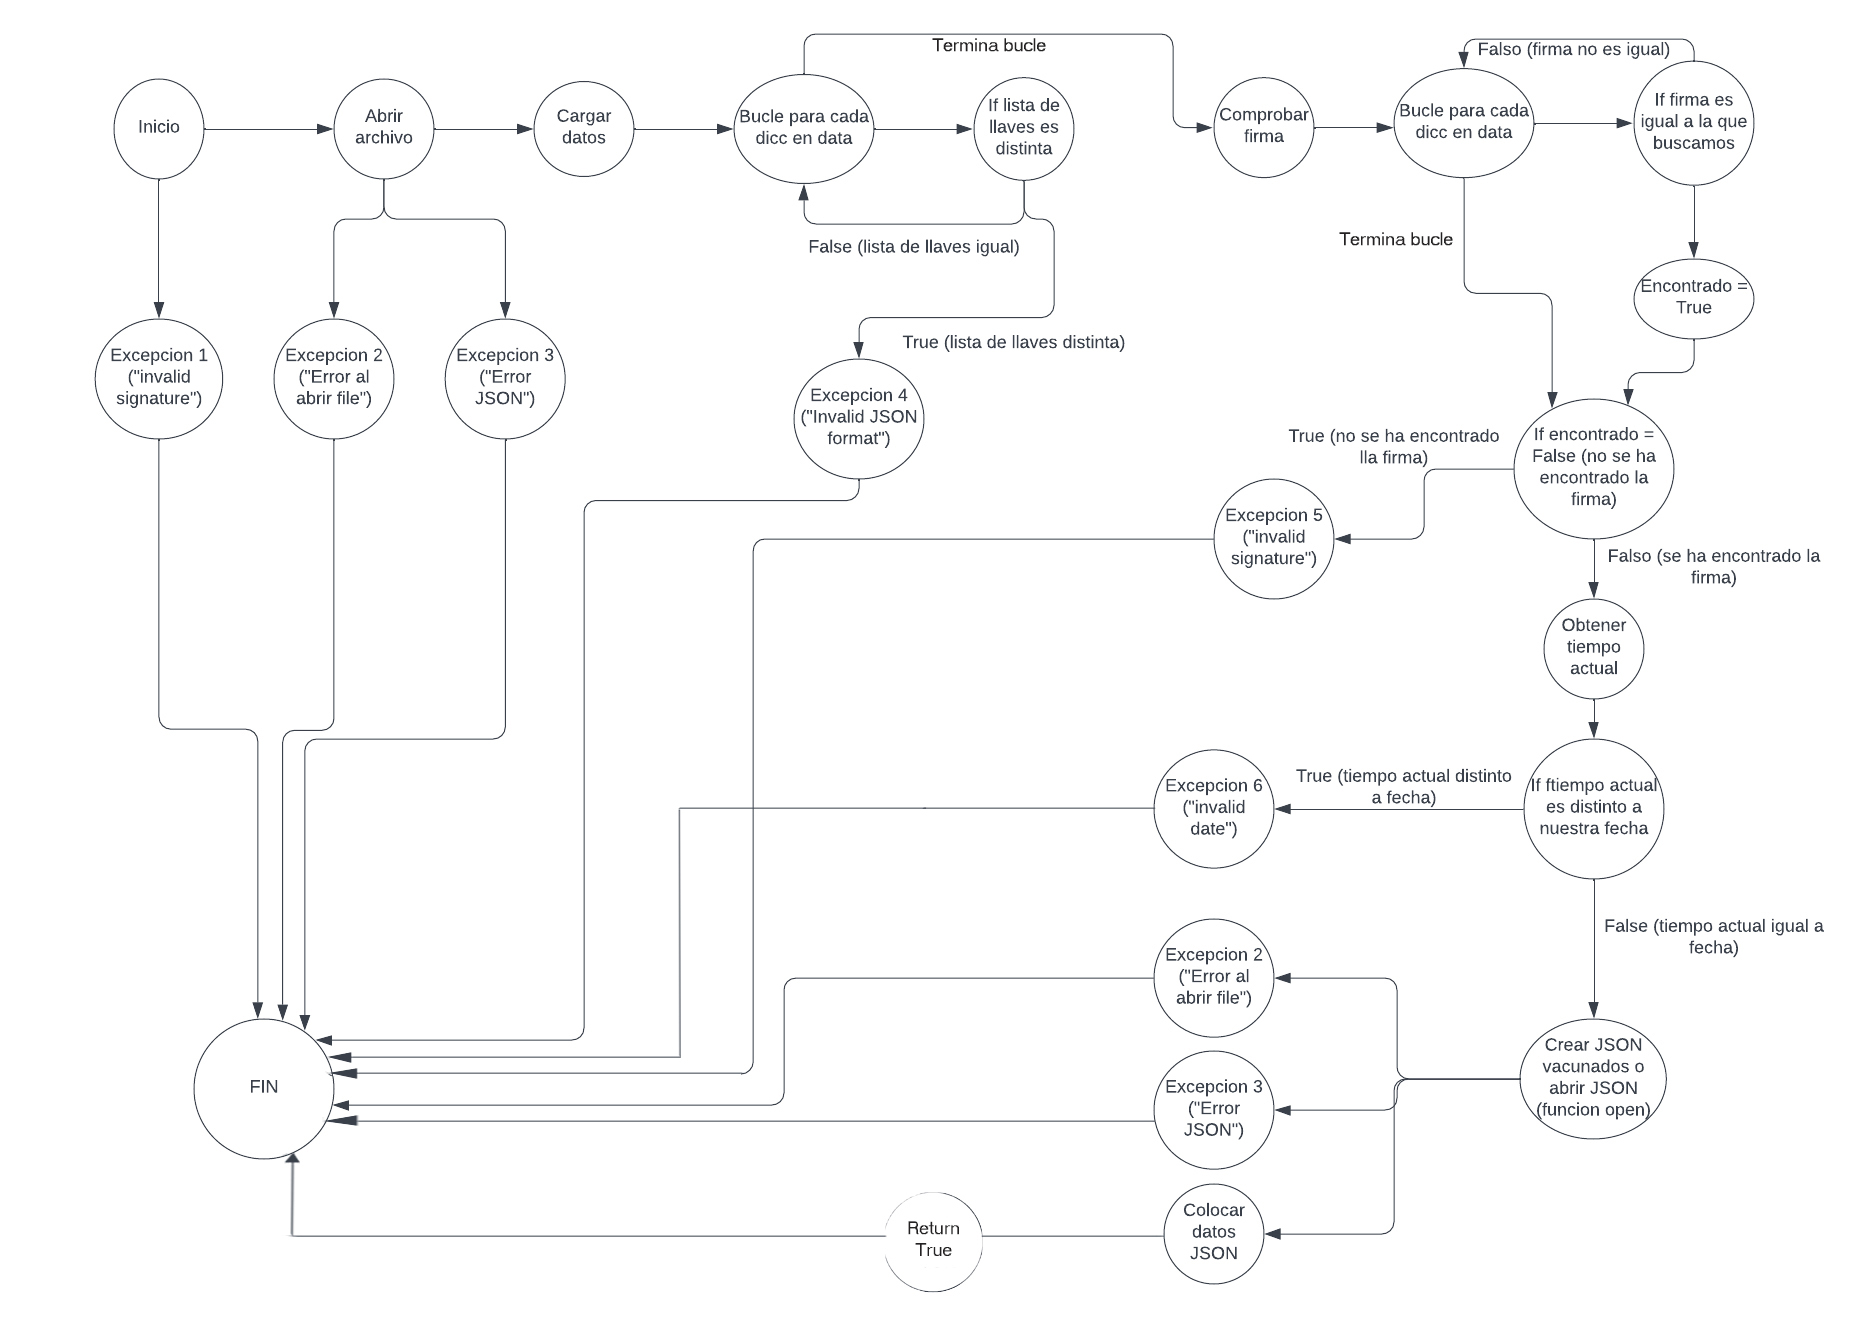 Termina bucle
Falso (firma no es igual)
Inicio
Abrir
archivo
Cargar
datos
Bucle para cada
dicc en data
If lista de
llaves es
distinta
Comprobar
firma
Bucle para cada
dicc en data
If firma es
igual a la que
buscamos
False (lista de llaves igual)
Termina bucle
Encontrado =
True
True (lista de llaves distinta)
Excepcion 1
("invalid
signature")
Excepcion 2
("Error al
abrir file")
Excepcion 3
("Error
JSON")
Excepcion 4
("Invalid JSON
format")
True (no se ha encontrado
lla firma)
If encontrado =
False (no se ha
encontrado la
firma)
Excepcion 5
("invalid
signature")
Falso (se ha encontrado la
firma)
Obtener
tiempo
actual
Excepcion 6
("invalid
date")
True (tiempo actual distinto
a fecha)
If ftiempo actual
es distinto a
nuestra fecha
False (tiempo actual igual a
fecha)
Excepcion 2
("Error al
abrir file")
Crear JSON
vacunados o
abrir JSON
(funcion open)
FIN
Excepcion 3
("Error
JSON")
Return
True
Colocar
datos
JSON